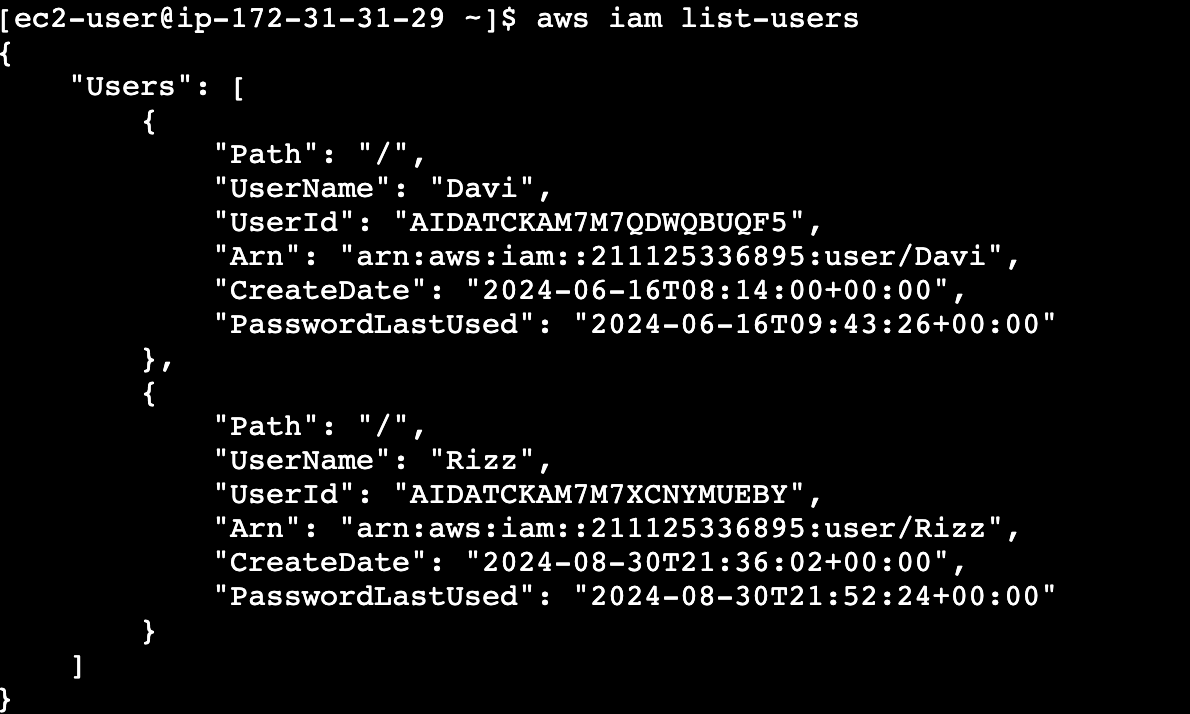 [ec2-user@ip-172-31-31-29 ~]$ aws iam list-users
{
    "Users": [
        {
            "Path": "/",
            "UserName": "Davi",
            "UserId": "AIDATCKAM7M7QDWQBUQF5",
            "Arn": "arn:aws:iam::211125336895:user/Davi",
            "CreateDate": "2024-06-16T08:14:00+00:00",
            "PasswordLastUsed": "2024-06-16T09:43:26+00:00"
        },
        {
            "Path": "/",
            "UserName": "Rizz",
            "UserId": "AIDATCKAM7M7XCNYMUEBY",
            "Arn": "arn:aws:iam::211125336895:user/Rizz",
            "CreateDate": "2024-08-30T21:36:02+00:00",
            "PasswordLastUsed": "2024-08-30T21:52:24+00:00"
        }
    ]
}